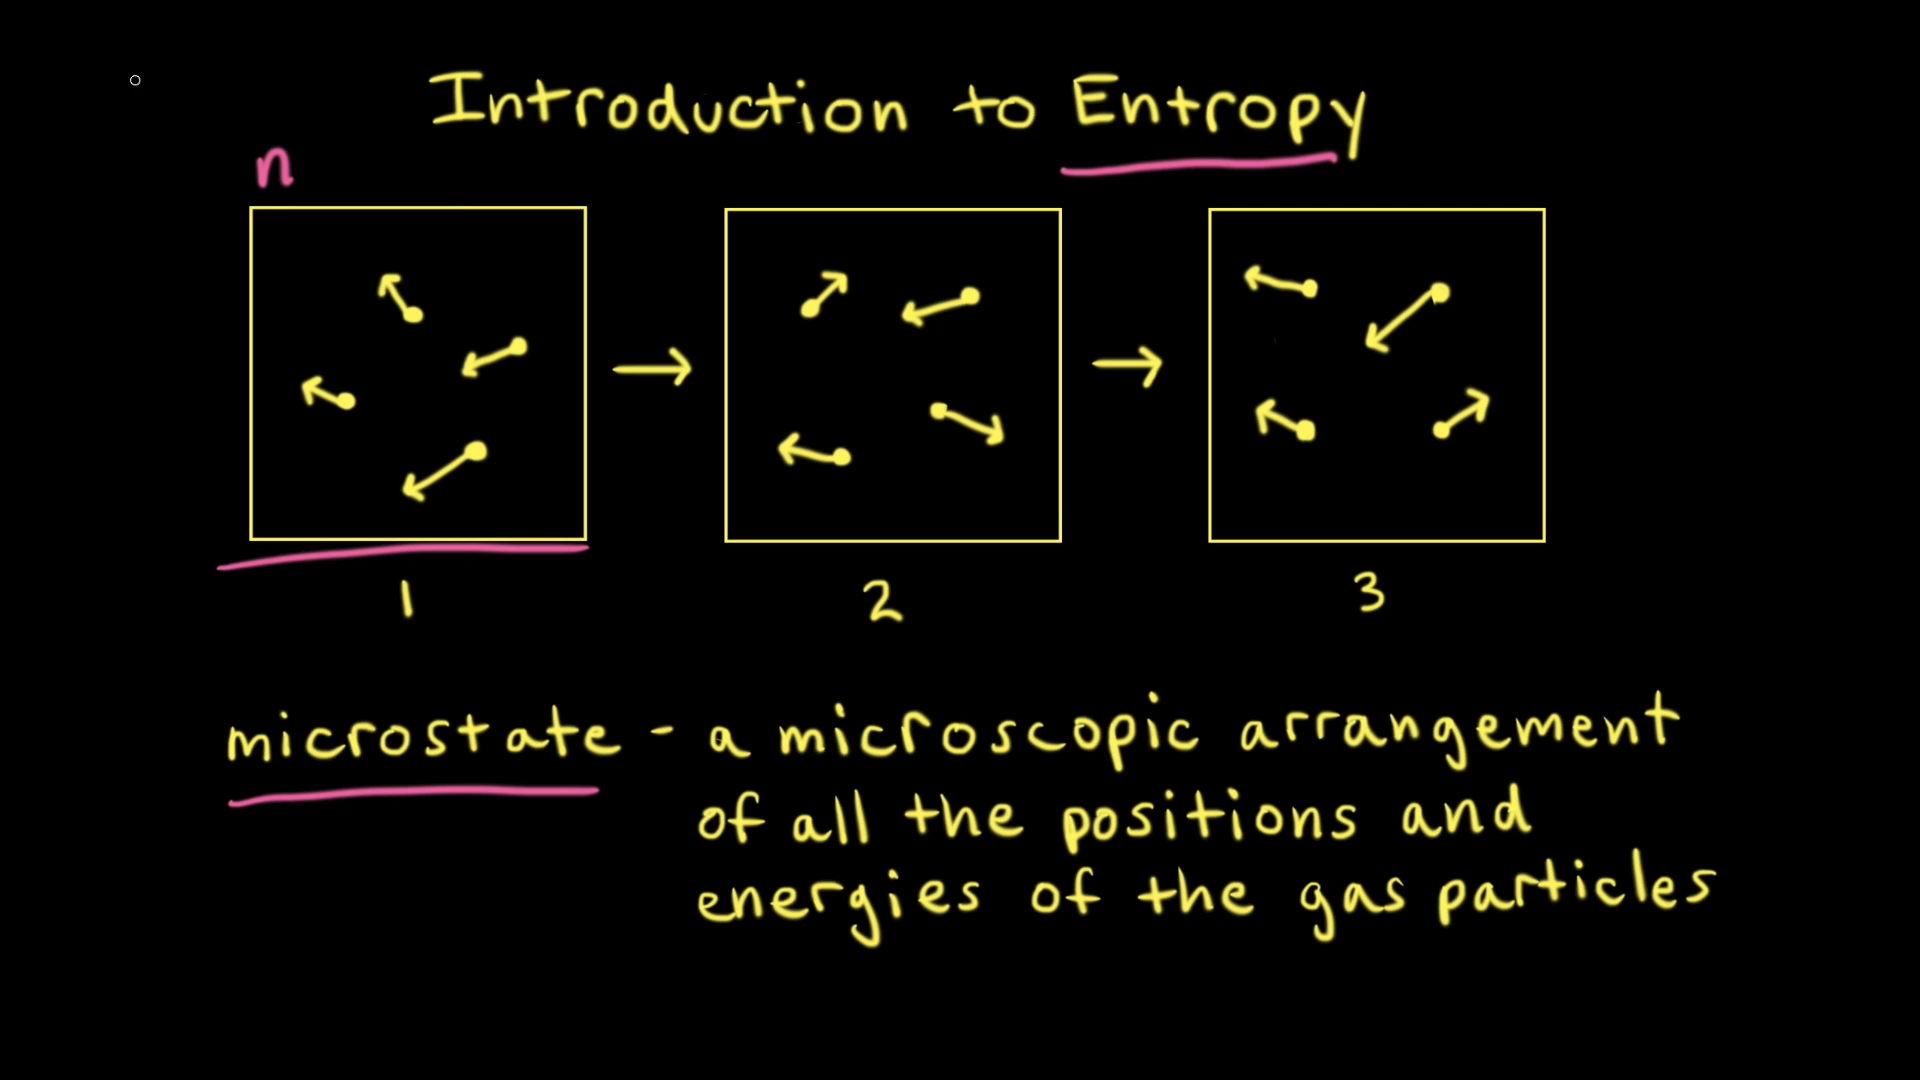 Introduction to Entropy
n
1 2 3
microstate - a microscopic arrangement
of all the positions and
energies of the gas particles